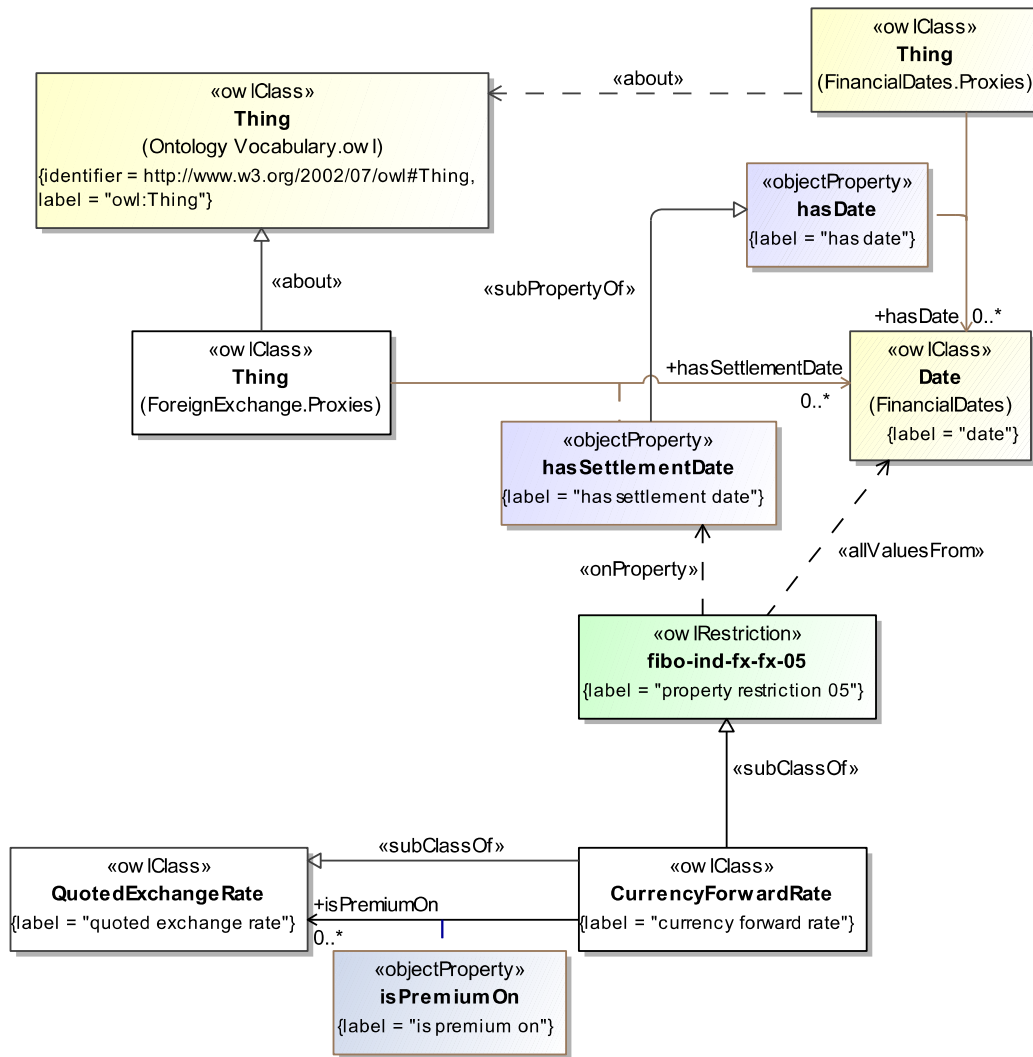 «owlClass»
Thing
(FinancialDates.Proxies)
«about»
«owlClass»
Thing
(Ontology Vocabulary.owl)
{identifier = http://www.w3.org/2002/07/owl#Thing,
label = "owl:Thing"}
«objectProperty»
hasDate
{label = "has date"}
«about»
«subPropertyOf»
+hasDate 0..*
«owlClass»
Thing
(ForeignExchange.Proxies)
+hasSettlementDate
0..*
«owlClass»
Date
(FinancialDates)
{label = "date"}
«objectProperty»
hasSettlementDate
{label = "has settlement date"}
«onProperty»
«allValuesFrom»
«owlRestriction»
fibo-ind-fx-fx-05
{label = "property restriction 05"}
«subClassOf»
«subClassOf»
«owlClass»
QuotedExchangeRate
{label = "quoted exchange rate"}
+isPremiumOn
0..*
«owlClass»
CurrencyForwardRate
{label = "currency forward rate"}
«objectProperty»
isPremiumOn
{label = "is premium on"}